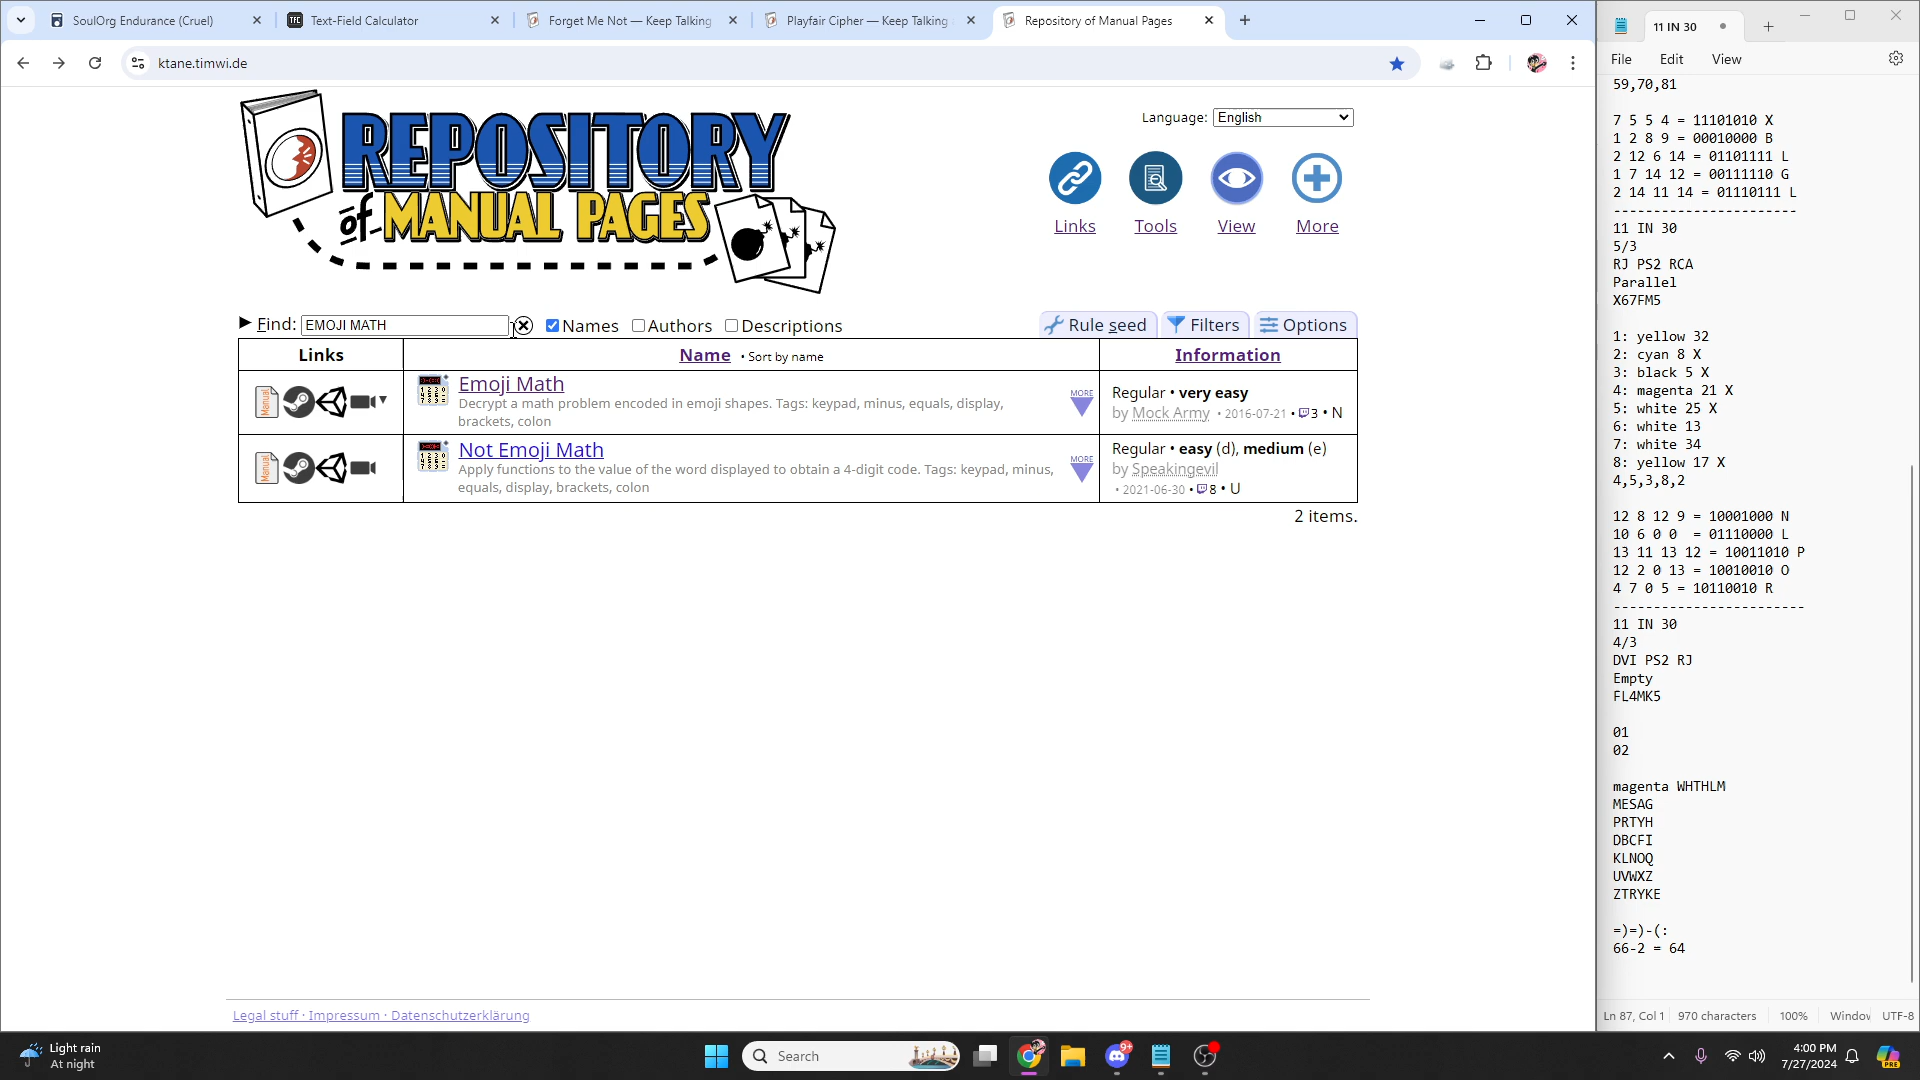 SoulOrg Endurance (Cruel)
Text-Field Calculator
Forget Me Not — Keep Talking
Playfair Cipher — Keep Talking
Repository of Manual Pages
ktane.timwi.de
REPOSITORY
of MANUAL PAGES
Language: English
Links
Tools
View
More
Find: EMOJI MATH
Names
Authors
Descriptions
Rule seed
Filters
Options
Links
Name • Sort by name
Information
Manual
Emoji Math
Decrypt a math problem encoded in emoji shapes. Tags: keypad, minus, equals, display,
brackets, colon
MORE
Regular • very easy
by Mock Army • 2016-07-21 • 3 • N
Manual
Not Emoji Math
Apply functions to the value of the word displayed to obtain a 4-digit code. Tags: keypad, minus,
equals, display, brackets, colon
MORE
Regular • easy (d), medium (e)
by Speakingevil
• 2021-06-30 • 8 • U
2 items.
Legal stuff · Impressum · Datenschutzerklärung
11 IN 30
File
Edit
View
59,70,81
7 5 5 4 = 11101010 X
1 2 8 9 = 00010000 B
2 12 6 14 = 01101111 L
1 7 14 12 = 00111110 G
2 14 11 14 = 01110111 L
------------------------
11 IN 30
5/3
RJ PS2 RCA
Parallel
X67FM5
1: yellow 32
2: cyan 8 X
3: black 5 X
4: magenta 21 X
5: white 25 X
6: white 13
7: white 34
8: yellow 17 X
4,5,3,8,2
12 8 12 9 = 10001000 N
10 6 0 0  = 01110000 L
13 11 13 12 = 10011010 P
12 2 0 13 = 10010010 O
4 7 0 5 = 10110010 R
-------------------------
11 IN 30
4/3
DVI PS2 RJ
Empty
FL4MK5
01
02
magenta WHTHLM
MESAG
PRTYH
DBCFI
KLNOQ
UVWXZ
ZTRYKE
=)=)-(:
66-2 = 64
Ln 87, Col 1
970 characters
100%
Window
UTF-8
Light rain
At night
Search
9+
4:00 PM
7/27/2024
PRE